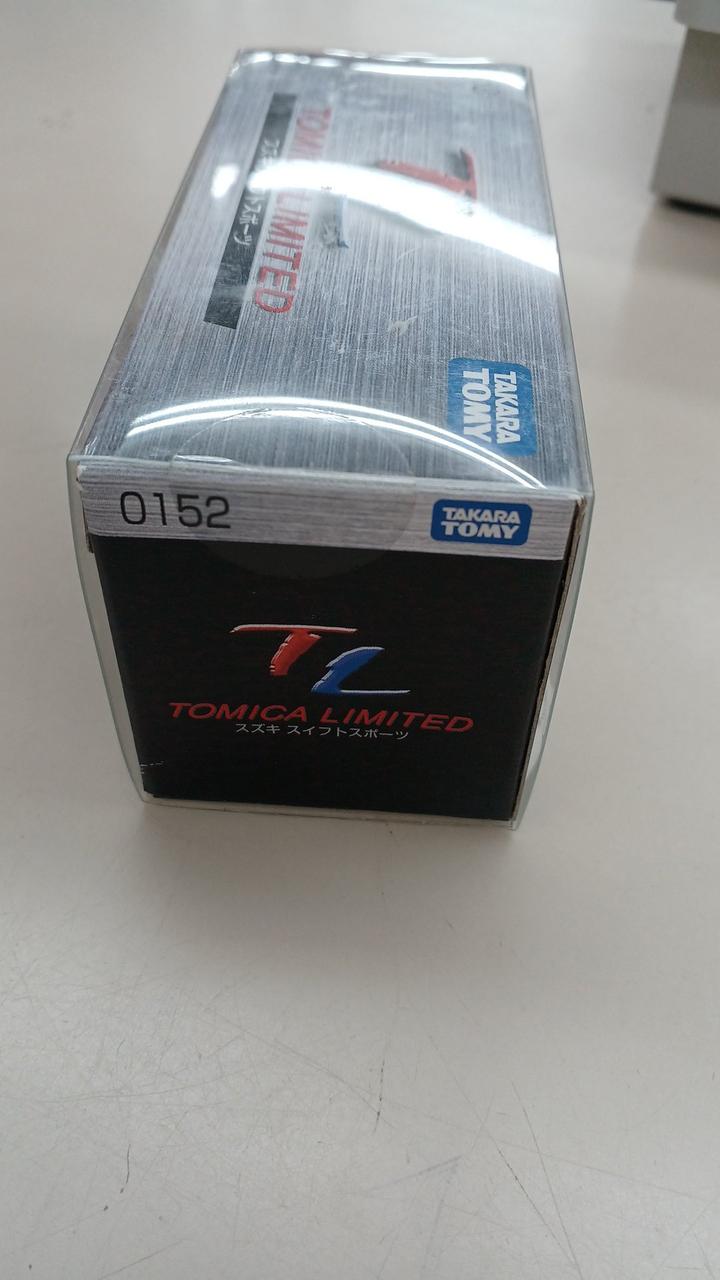 TOMICA LIMITED
TAKARA
TOMY
0152
TAKARA
TOMY
TL
TOMICA LIMITED
スズキ スイフトスポーツ